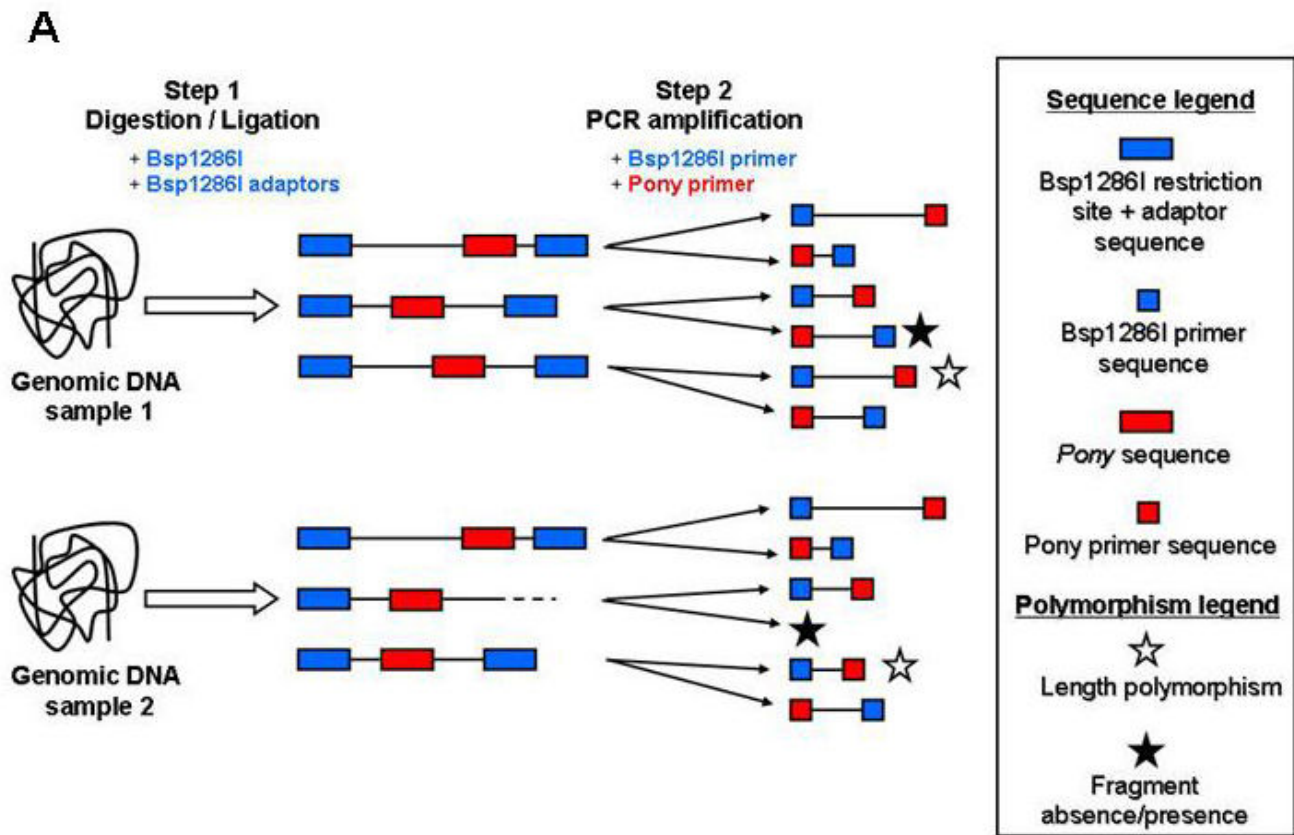 A
Step 1
Digestion / Ligation
+ Bsp1286I
+ Bsp1286I adaptors
Step 2
PCR amplification
+ Bsp1286I primer
+ Pony primer
Genomic DNA
sample 1
Genomic DNA
sample 2
Sequence legend
Bsp1286I restriction
site + adaptor
sequence
Bsp1286I primer
sequence
Pony sequence
Pony primer sequence
Polymorphism legend
Length polymorphism
Fragment
absence/presence